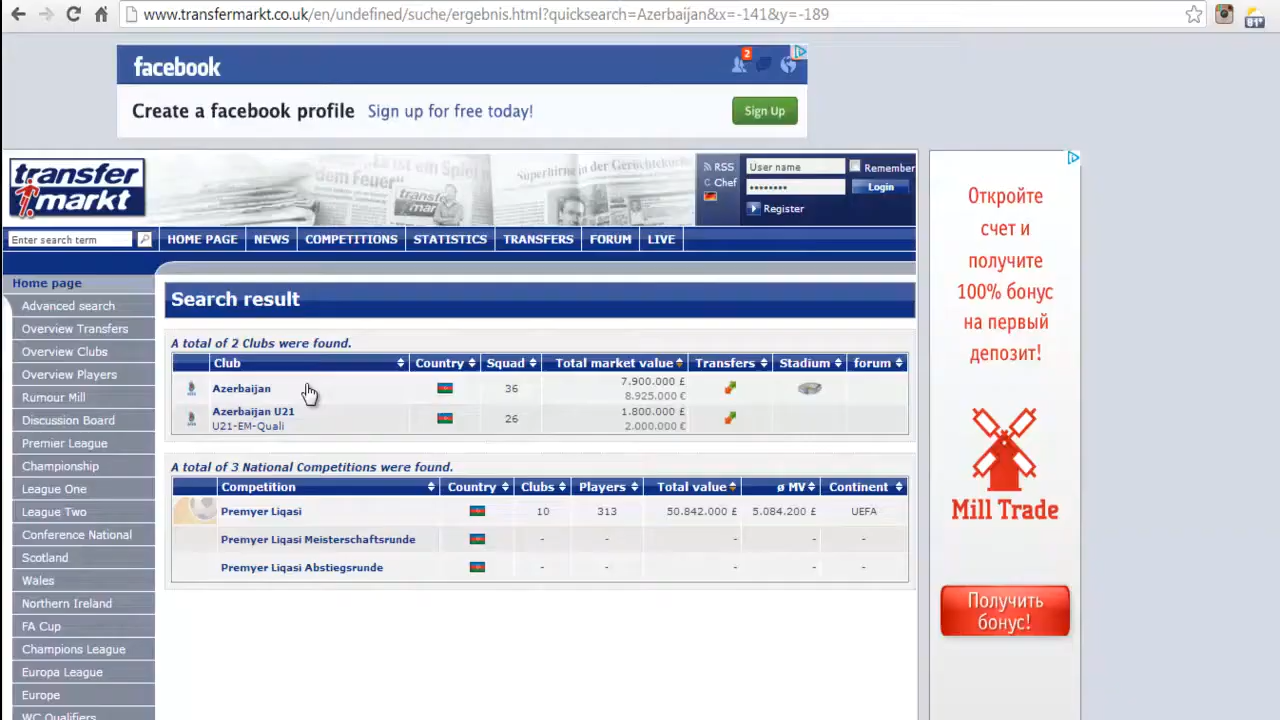 www.transfermarkt.co.uk/en/undefined/suche/ergebnis.html?quicksearch=Azerbaijan&x=-141&y=-189
81°
facebook
2
Create a facebook profile Sign up for free today!
Sign Up
transfer
markt
RSS
User name
Remember
Chef
Login
Register
Enter search term
HOME PAGE
NEWS
COMPETITIONS
STATISTICS
TRANSFERS
FORUM
LIVE
Home page
Advanced search
Overview Transfers
Overview Clubs
Overview Players
Rumour Mill
Discussion Board
Premier League
Championship
League One
League Two
Conference National
Scotland
Wales
Northern Ireland
FA Cup
Champions League
Europa League
Europe
WC Qualifiers
Search result
A total of 2 Clubs were found.
Club Country Squad Total market value Transfers Stadium forum
Azerbaijan 36 7.900.000 £
8.925.000 €
Azerbaijan U21 26 1.800.000 £
U21-EM-Quali 2.000.000 €
A total of 3 National Competitions were found.
Competition Country Clubs Players Total value ø MV Continent
Premyer Liqasi 10 313 50.842.000 £ 5.084.200 £ UEFA
Premyer Liqasi Meisterschaftsrunde - - - - -
Premyer Liqasi Abstiegsrunde - - - - -
Откройте
счет и
получите
100% бонус
на первый
депозит!
Mill Trade
Получить
бонус!